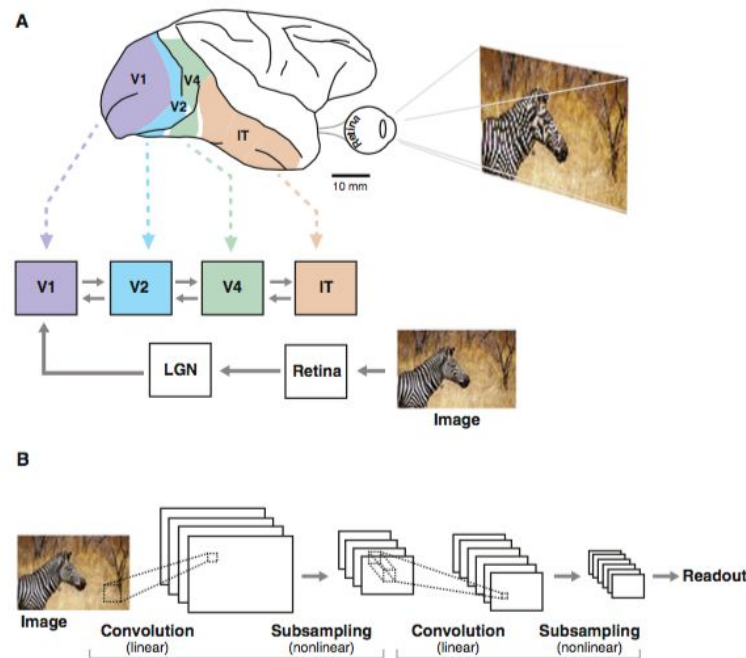 A
V1
V2
V4
IT
Retina
10 mm
V1
V2
V4
IT
LGN
Retina
Image
B
Image
Convolution
(linear)
Subsampling
(nonlinear)
Convolution
(linear)
Subsampling
(nonlinear)
Readout